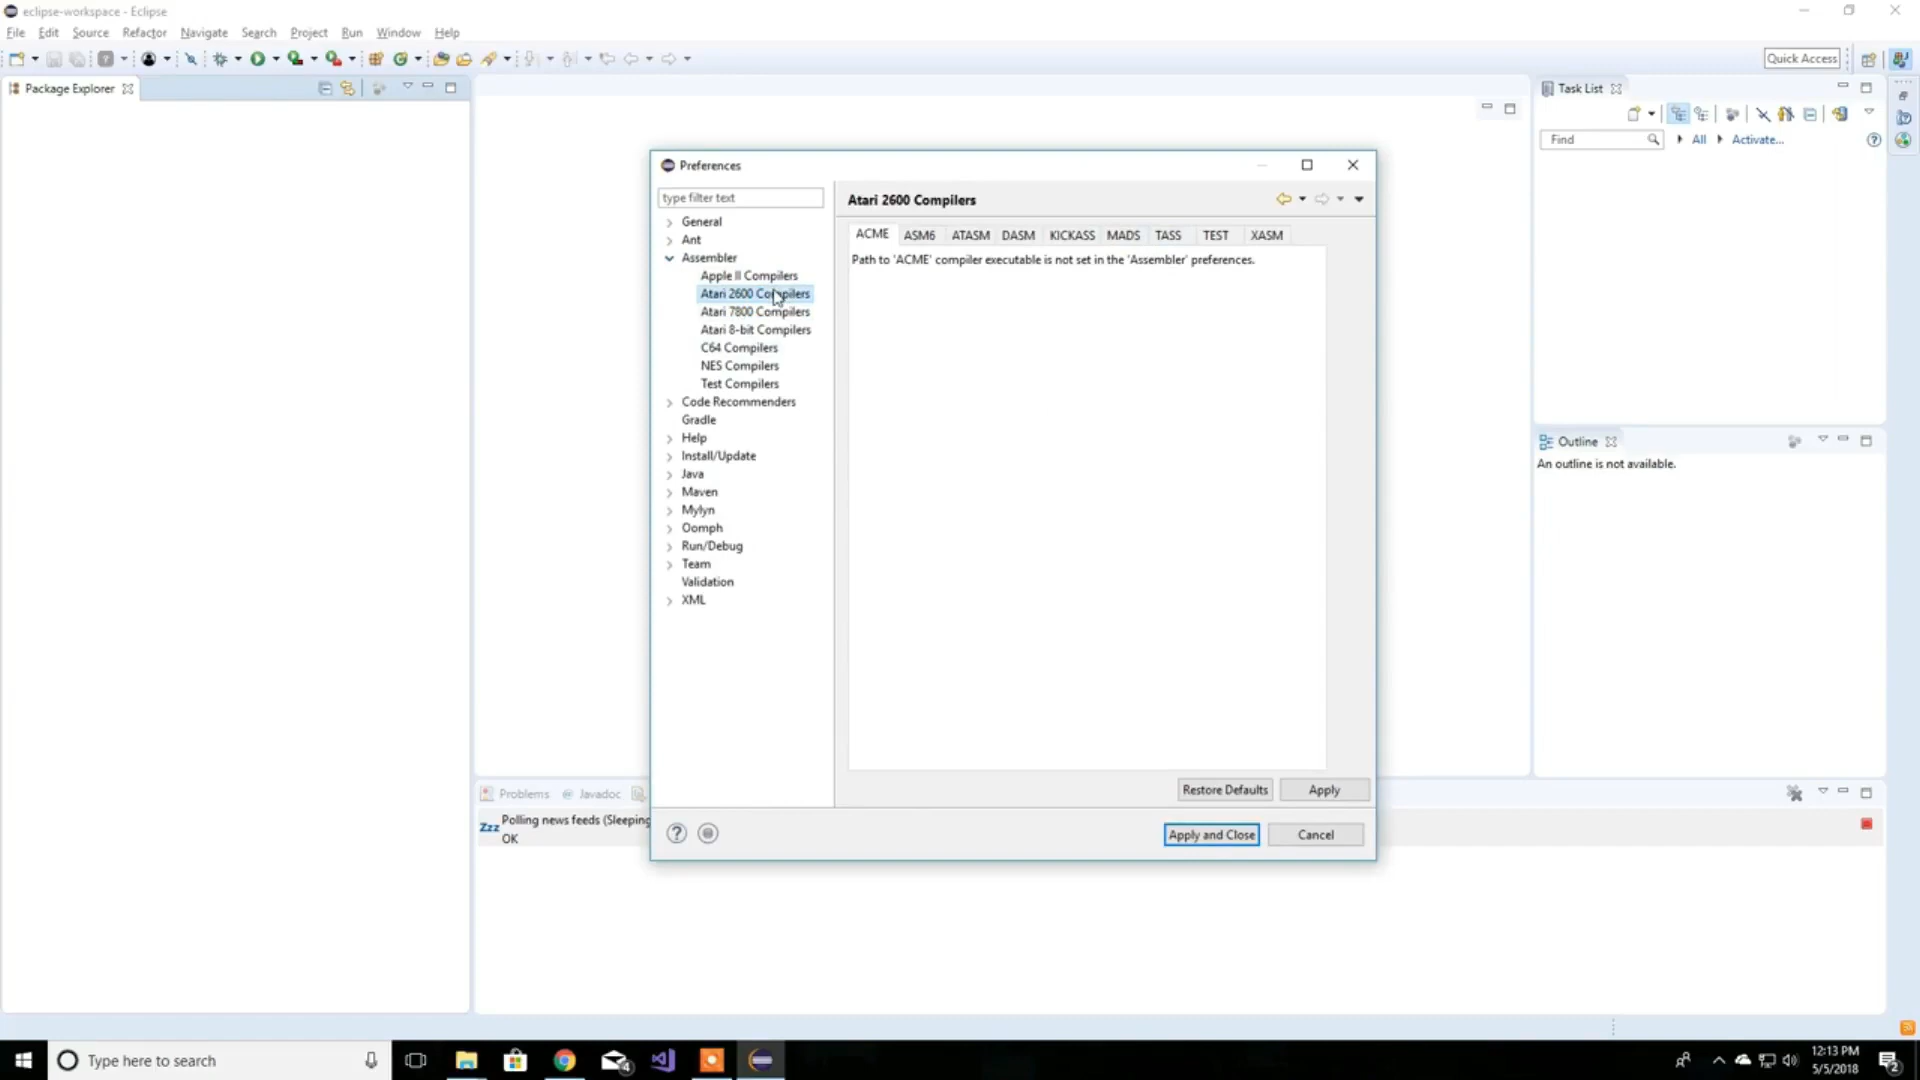 eclipse-workspace - Eclipse
File Edit Source Refactor Navigate Search Project Run Window Help
Quick Access
Package Explorer
Task List
Find
All
Activate...
Preferences
type filter text
General
Ant
Assembler
Apple II Compilers
Atari 2600 Compilers
Atari 7800 Compilers
Atari 8-bit Compilers
C64 Compilers
NES Compilers
Test Compilers
Code Recommenders
Gradle
Help
Install/Update
Java
Maven
Mylyn
Oomph
Run/Debug
Team
Validation
XML
Atari 2600 Compilers
ACME ASM6 ATASM DASM KICKASS MADS TASS TEST XASM
Path to 'ACME' compiler executable is not set in the 'Assembler' preferences.
Restore Defaults Apply
Apply and Close Cancel
Outline
An outline is not available.
Problems @ Javadoc
Zzz Polling news feeds (Sleeping
OK
Type here to search
4
12:13 PM
5/5/2018
2